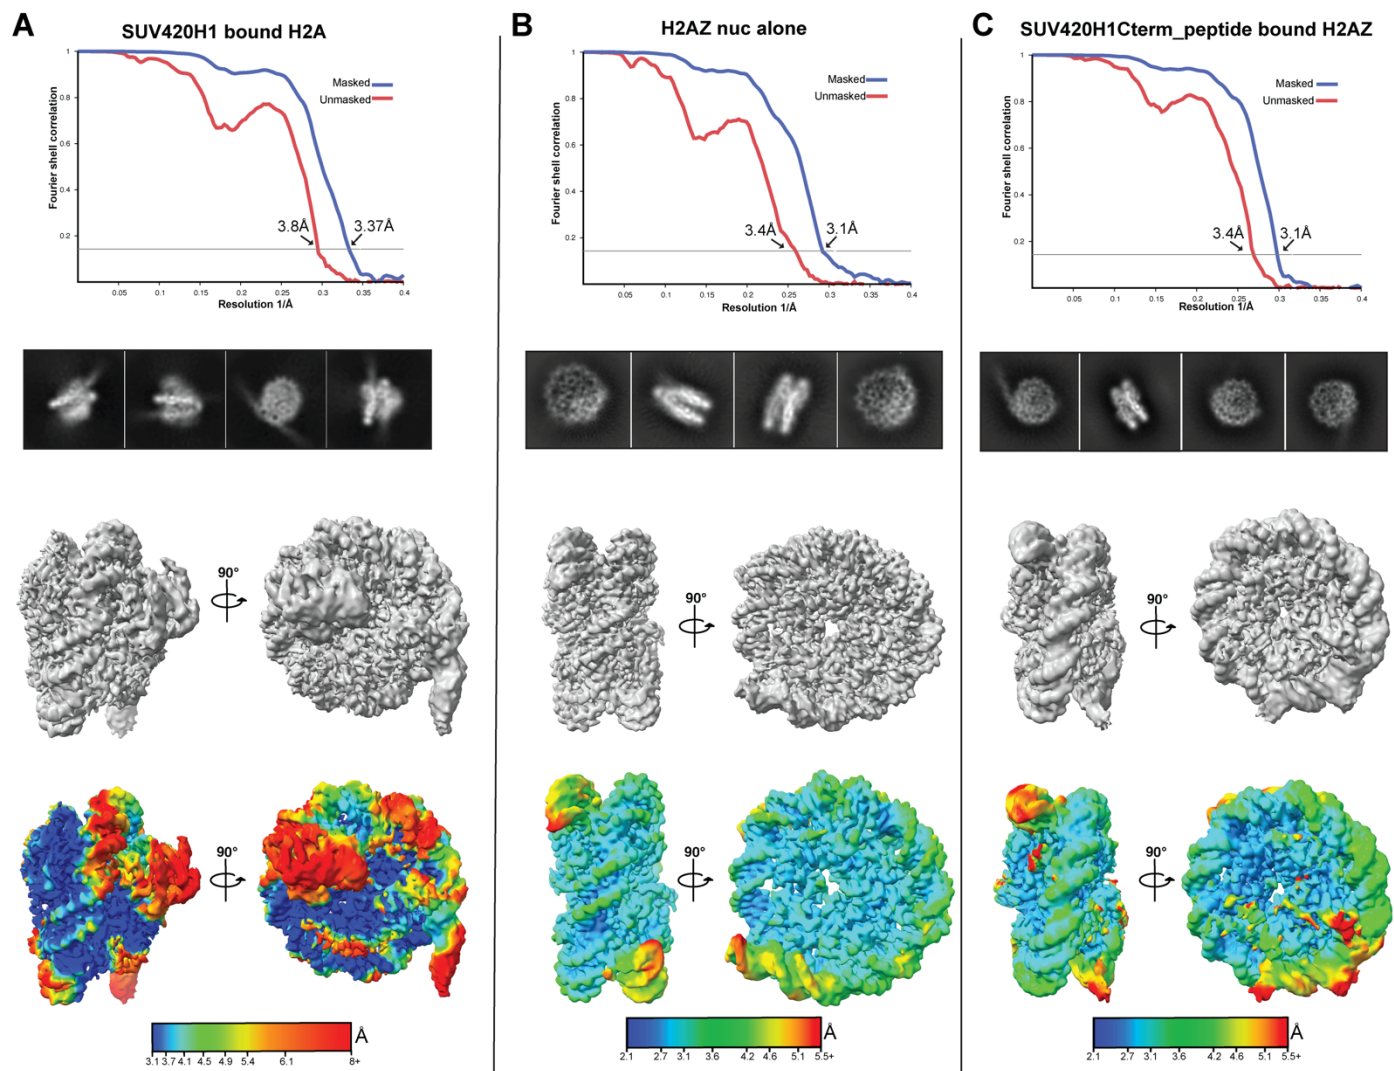 A
SUV420H1 bound H2A
Fourier shell correlation
1
0.8
0.6
0.4
0.2
Masked
Unmasked
3.8Å
3.37Å
0.05
0.1
0.15
0.2
0.25
0.3
0.35
0.4
Resolution 1/Å
90°
90°
Å
3.1 3.7 4.1 4.5 4.9 5.4 6.1 8+
B
H2AZ nuc alone
Fourier shell correlation
1
0.8
0.6
0.4
0.2
Masked
Unmasked
3.4Å
3.1Å
0.05
0.1
0.15
0.2
0.25
0.3
0.35
0.4
Resolution 1/Å
90°
90°
Å
2.1 2.7 3.1 3.6 4.2 4.6 5.1 5.5+
C
SUV420H1Cterm_peptide bound H2AZ
Fourier shell correlation
1
0.8
0.6
0.4
0.2
Masked
Unmasked
3.4Å
3.1Å
0.05
0.1
0.15
0.2
0.25
0.3
0.35
0.4
Resolution 1/Å
90°
90°
Å
2.1 2.7 3.1 3.6 4.2 4.6 5.1 5.5+